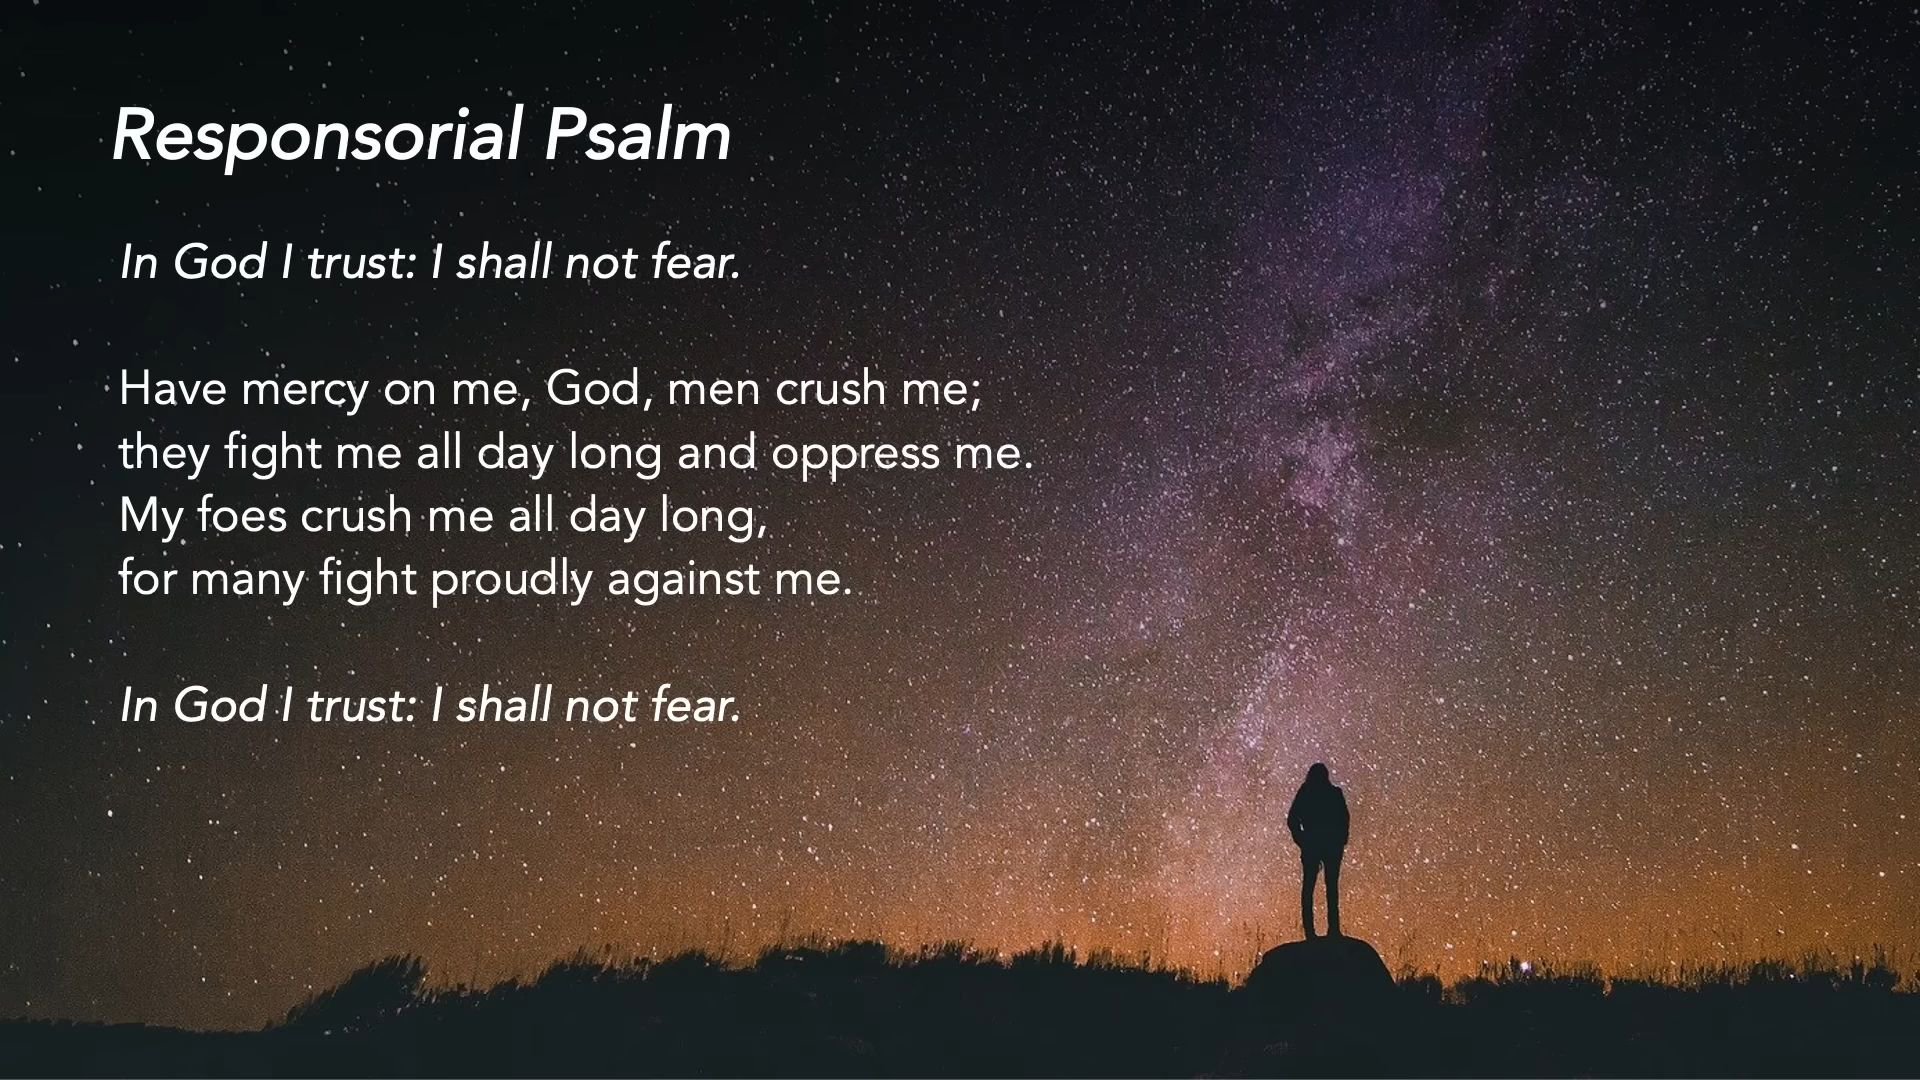 Responsorial Psalm
In God I trust: I shall not fear.
Have mercy on me, God, men crush me;
they fight me all day long and oppress me.
My foes crush me all day long,
for many fight proudly against me.
In God I trust: I shall not fear.